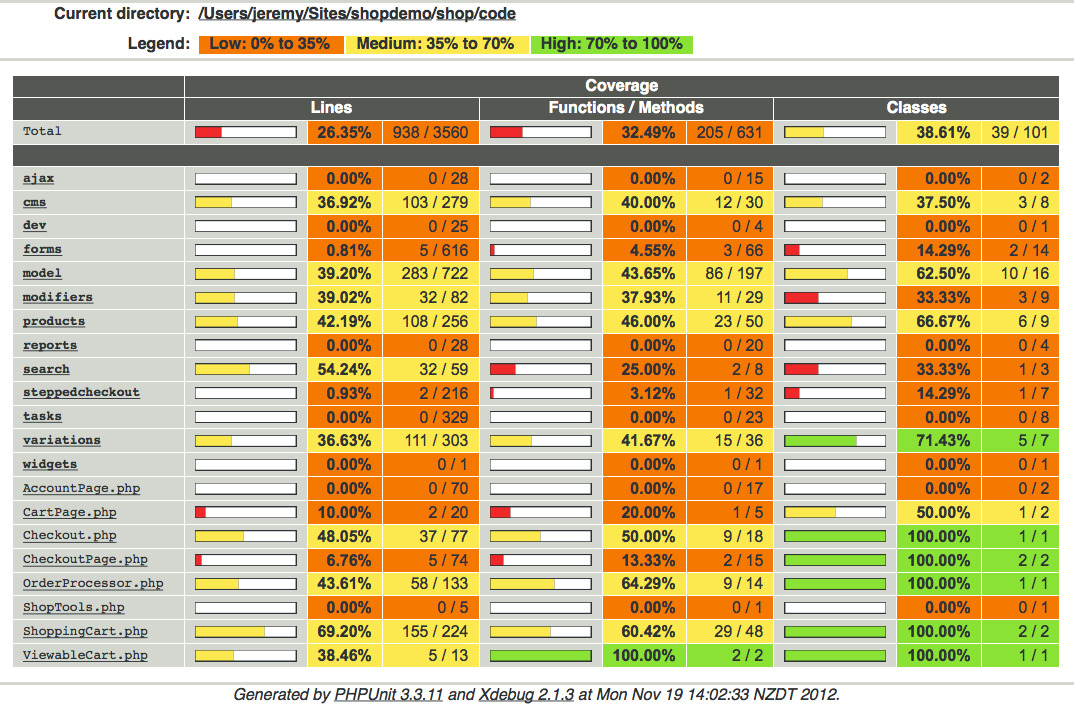 Current directory: /Users/jeremy/Sites/shopdemo/shop/code
Legend: Low: 0% to 35% Medium: 35% to 70% High: 70% to 100%
Coverage
Lines Functions / Methods Classes
Total 26.35% 938 / 3560 32.49% 205 / 631 38.61% 39 / 101
ajax 0.00% 0 / 28 0.00% 0 / 15 0.00% 0 / 2
cms 36.92% 103 / 279 40.00% 12 / 30 37.50% 3 / 8
dev 0.00% 0 / 25 0.00% 0 / 4 0.00% 0 / 1
forms 0.81% 5 / 616 4.55% 3 / 66 14.29% 2 / 14
model 39.20% 283 / 722 43.65% 86 / 197 62.50% 10 / 16
modifiers 39.02% 32 / 82 37.93% 11 / 29 33.33% 3 / 9
products 42.19% 108 / 256 46.00% 23 / 50 66.67% 6 / 9
reports 0.00% 0 / 28 0.00% 0 / 20 0.00% 0 / 4
search 54.24% 32 / 59 25.00% 2 / 8 33.33% 1 / 3
steppedcheckout 0.93% 2 / 216 3.12% 1 / 32 14.29% 1 / 7
tasks 0.00% 0 / 329 0.00% 0 / 23 0.00% 0 / 8
variations 36.63% 111 / 303 41.67% 15 / 36 71.43% 5 / 7
widgets 0.00% 0 / 1 0.00% 0 / 1 0.00% 0 / 1
AccountPage.php 0.00% 0 / 70 0.00% 0 / 17 0.00% 0 / 2
CartPage.php 10.00% 2 / 20 20.00% 1 / 5 50.00% 1 / 2
Checkout.php 48.05% 37 / 77 50.00% 9 / 18 100.00% 1 / 1
CheckoutPage.php 6.76% 5 / 74 13.33% 2 / 15 100.00% 2 / 2
OrderProcessor.php 43.61% 58 / 133 64.29% 9 / 14 100.00% 1 / 1
ShopTools.php 0.00% 0 / 5 0.00% 0 / 1 0.00% 0 / 1
ShoppingCart.php 69.20% 155 / 224 60.42% 29 / 48 100.00% 2 / 2
ViewableCart.php 38.46% 5 / 13 100.00% 2 / 2 100.00% 1 / 1
Generated by PHPUnit 3.3.11 and Xdebug 2.1.3 at Mon Nov 19 14:02:33 NZDT 2012.